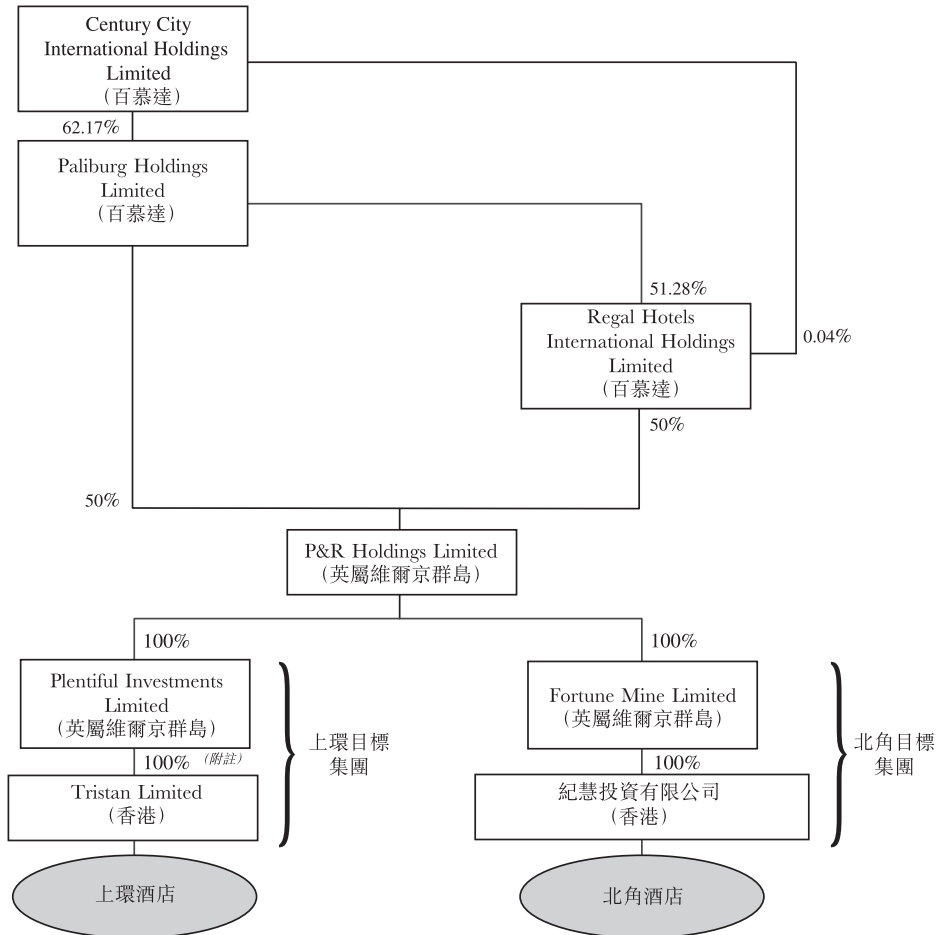 Century City
International Holdings
Limited
（百慕達）
62.17%
Paliburg Holdings
Limited
（百慕達）
51.28%
Regal Hotels
International Holdings
Limited
（百慕達）
0.04%
50%
50%
P&R Holdings Limited
（英屬維爾京群島）
100%
100%
Plentiful Investments
Limited
（英屬維爾京群島）
Fortune Mine Limited
（英屬維爾京群島）
上環目標
集團
北角目標
集團
100% （附註）
100%
Tristan Limited
（香港）
紀慧投資有限公司
（香港）
上環酒店
北角酒店